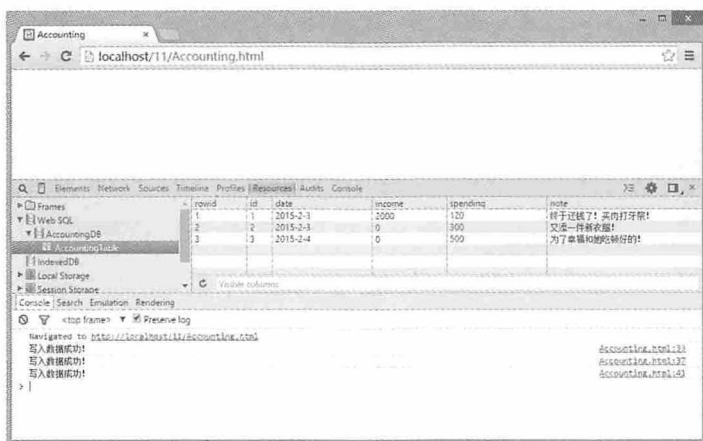 Accounting
localhost/11/Accounting.html
Elements Network Sources Timeline Profiles Resources Audits Console
Frames
Web SQL
AccountingDB
AccountingTable
IndexedDB
Local Storage
Session Storage
rowid id date income spending note
1 1 2015-2-3 2000 120 终于还钱了!买肉打牙祭!
2 2 2015-2-3 0 300 又添一件新衣服!
3 3 2015-2-4 0 500 为了幸福和她吃顿好的!
Visible columns
Console Search Emulation Rendering
<top frame> Preserve log
Navigated to http://localhost/11/Accounting.html
写入数据成功! Accounting.html:33
写入数据成功! Accounting.html:37
写入数据成功! Accounting.html:41